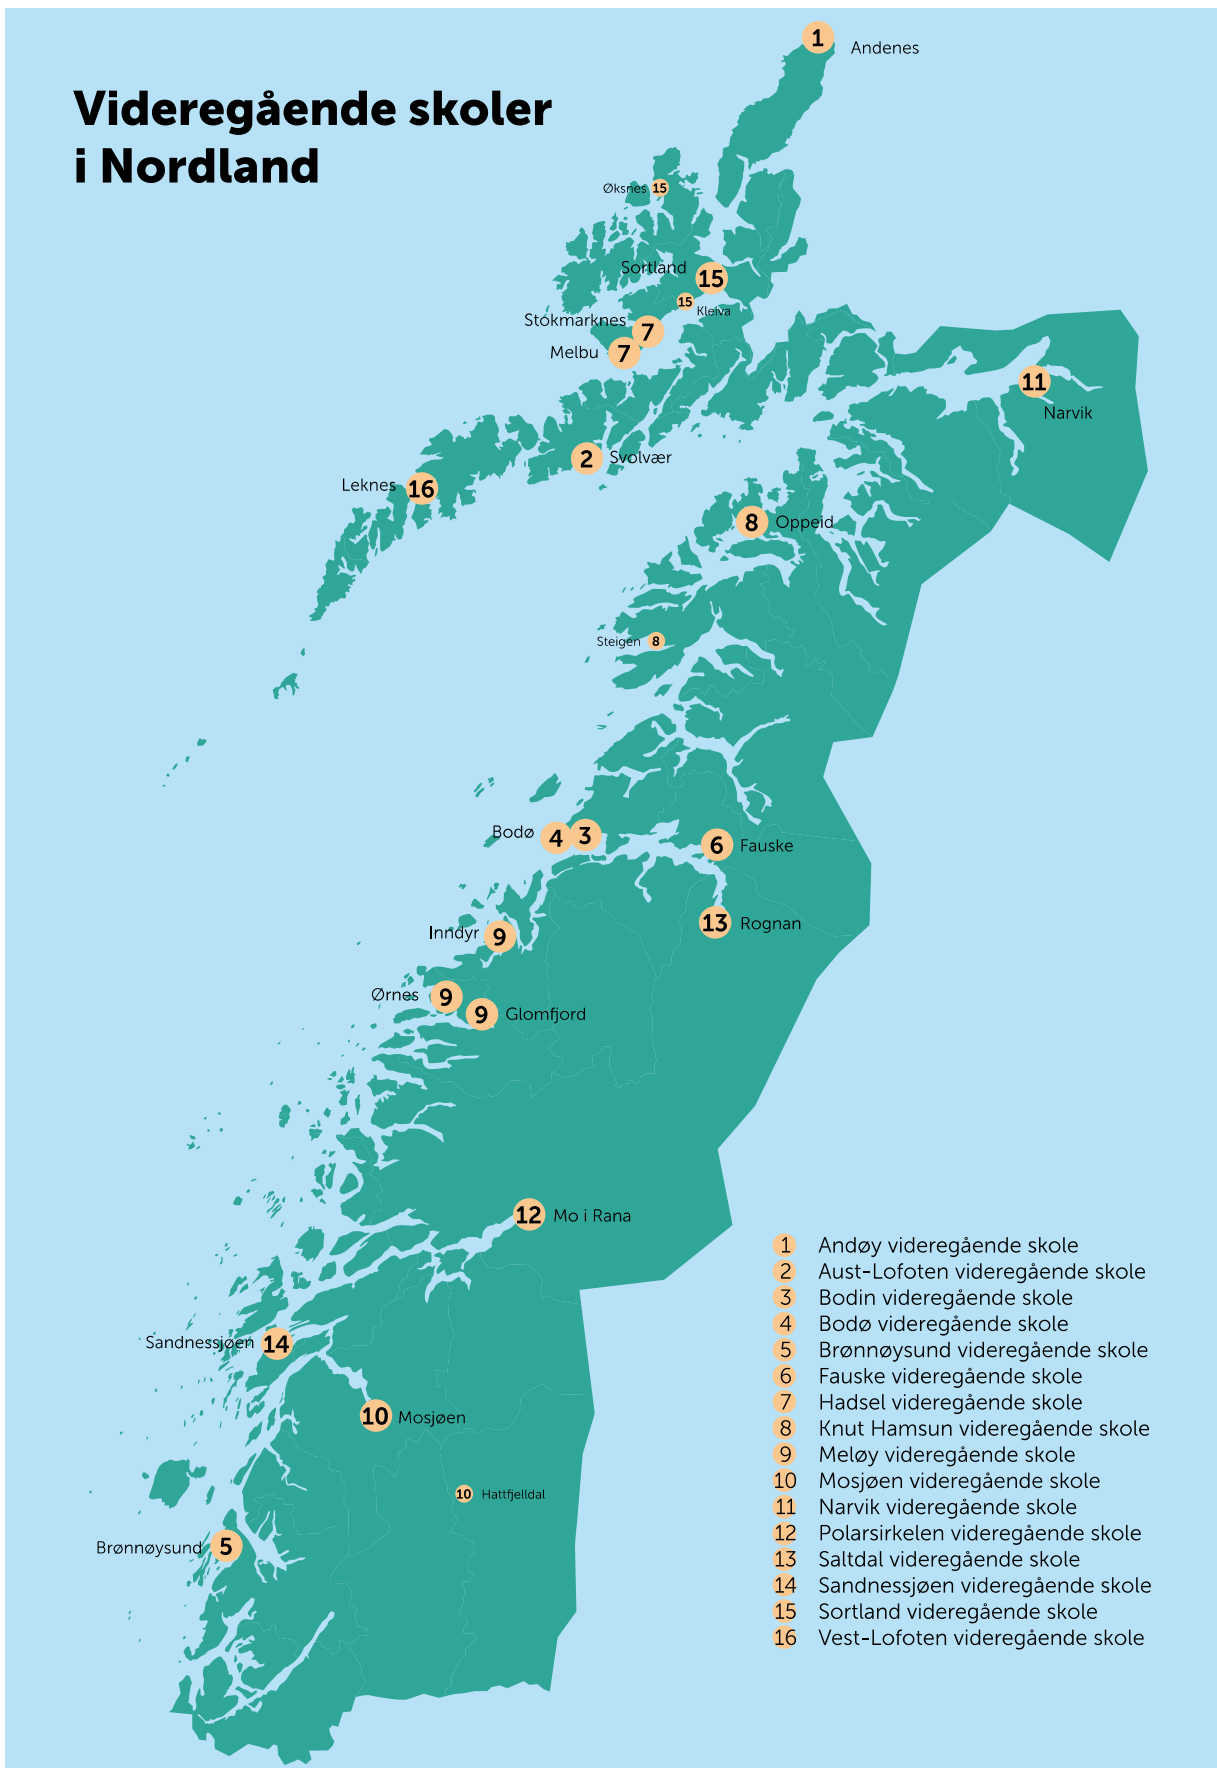 Videregående skoler
i Nordland
1
Andenes
Øksnes 15
Sortland
15
15
Kleiva
Stokmarknes
7
Melbu 7
11
Narvik
2 Svolvær
Leknes 16
8 Oppeid
Steigen 8
Bodø 4 3
6 Fauske
13 Rognan
Inndyr 9
Ørnes 9
9 Glomfjord
12 Mo i Rana
Sandnessjøen 14
10 Mosjøen
10 Hattfjelldal
Brønnøysund 5
1 Andøy videregående skole
2 Aust-Lofoten videregående skole
3 Bodin videregående skole
4 Bodø videregående skole
5 Brønnøysund videregående skole
6 Fauske videregående skole
7 Hadsel videregående skole
8 Knut Hamsun videregående skole
9 Meløy videregående skole
10 Mosjøen videregående skole
11 Narvik videregående skole
12 Polarsirkelen videregående skole
13 Saltdal videregående skole
14 Sandnessjøen videregående skole
15 Sortland videregående skole
16 Vest-Lofoten videregående skole